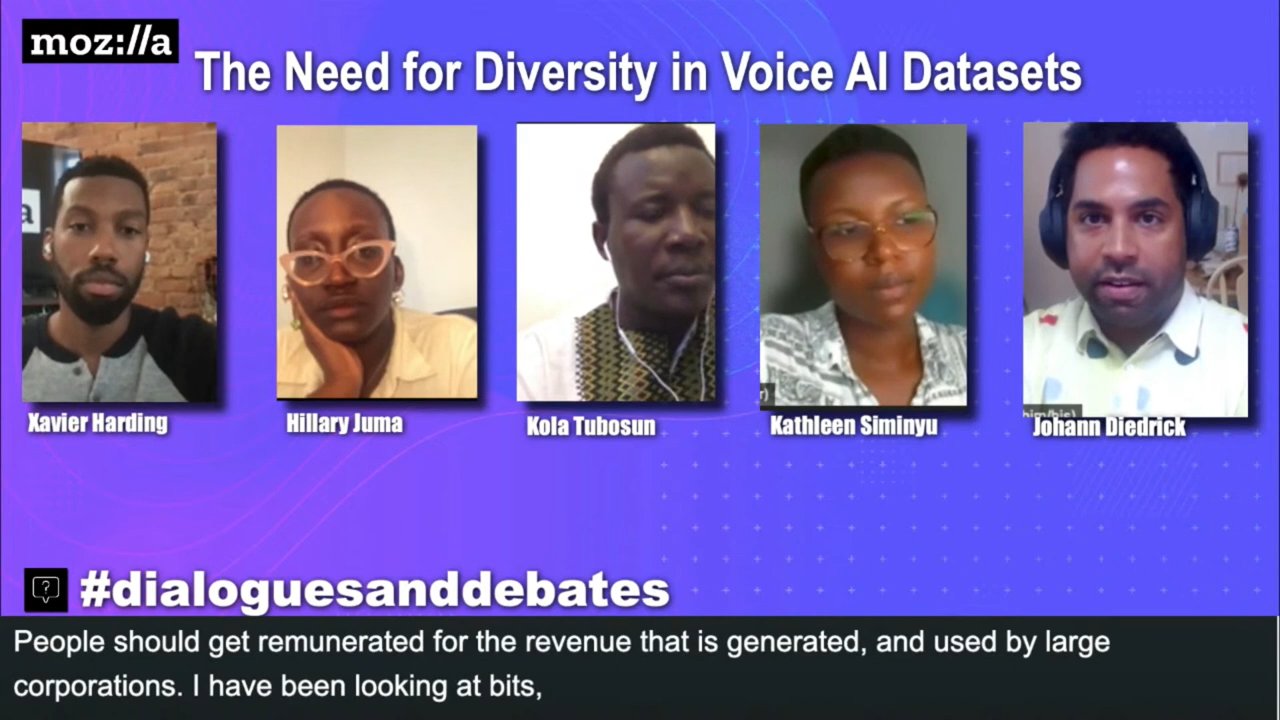 moz://a
The Need for Diversity in Voice AI Datasets
a
r)
him/his)
Xavier Harding
Hillary Juma
Kola Tubosun
Kathleen Siminyu
Johann Diedrick
?
#dialoguesanddebates
People should get remunerated for the revenue that is generated, and used by large
corporations. I have been looking at bits,